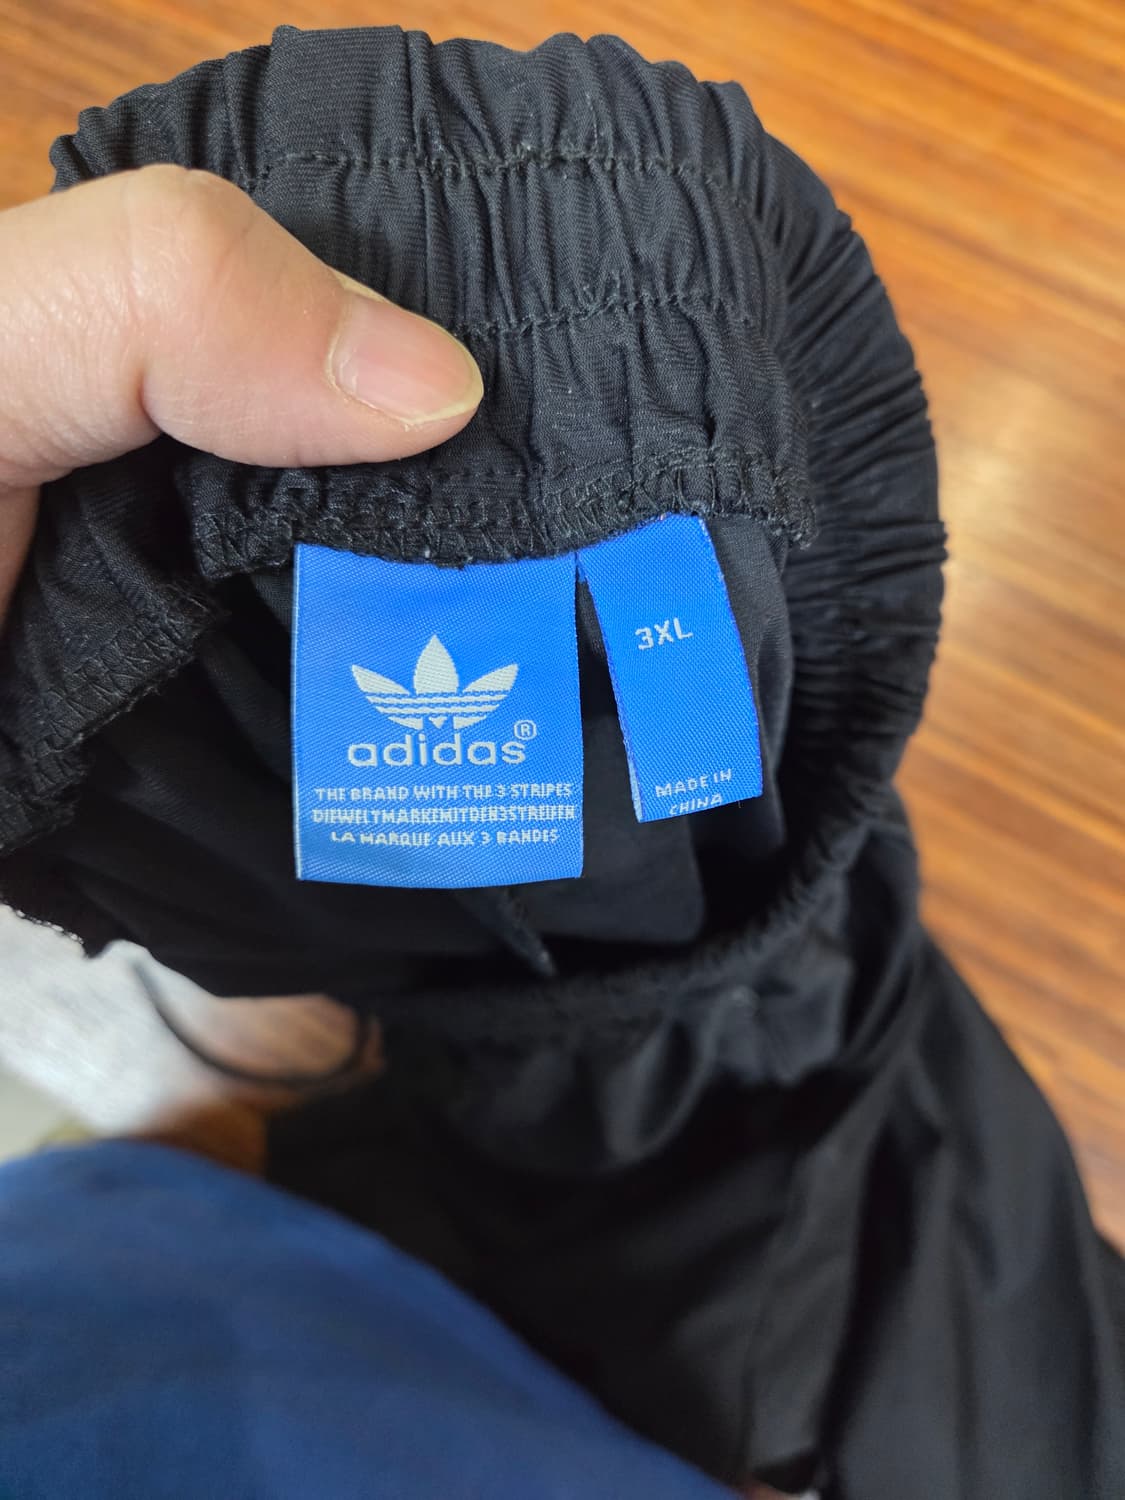 adidas®
THE BRAND WITH THE 3 STRIPES
DIEWELTMARKEMITDEN3STREIFEN
LA MARQUE AUX 3 BANDES
3XL
MADE IN
CHINA